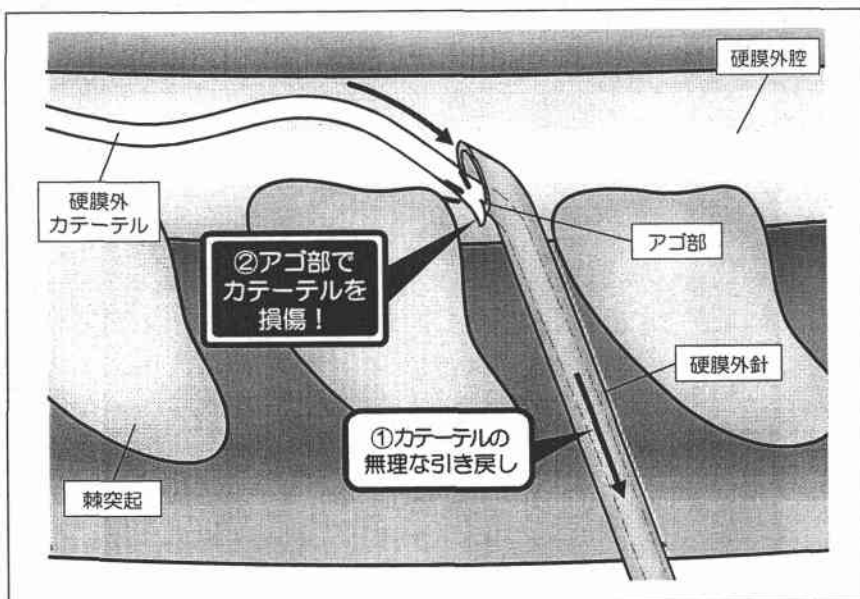 硬膜外腔
硬膜外
カテーテル
アゴ部
②アゴ部で
カテーテルを
損傷！
硬膜外針
①カテーテルの
無理な引き戻し
棘突起